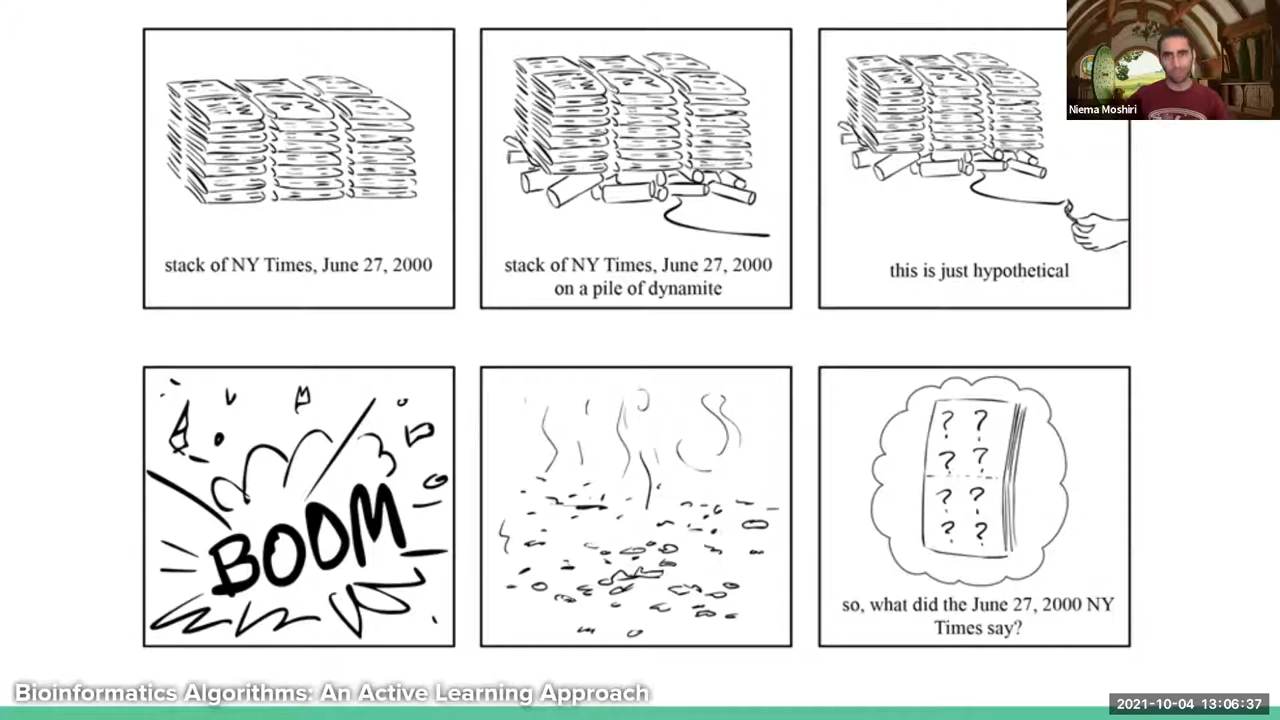 Niema Moshiri
stack of NY Times, June 27, 2000
stack of NY Times, June 27, 2000
on a pile of dynamite
this is just hypothetical
BOOM
? ?
? ?
? ?
? ?
so, what did the June 27, 2000 NY
Times say?
Bioinformatics Algorithms: An Active Learning Approach
2021-10-04 13:06:37